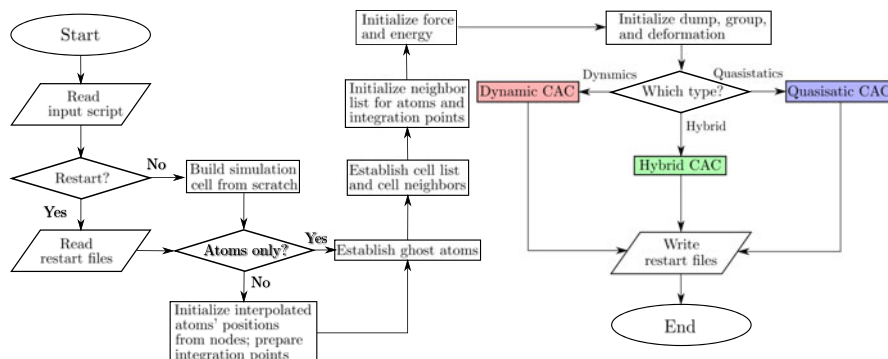 Start
Read
input script
Restart?
No
Yes
Build simulation
cell from scratch
Read
restart files
Atoms only?
Yes
No
Initialize interpolated
atoms' positions
from nodes; prepare
integration points
Establish ghost atoms
Establish cell list
and cell neighbors
Initialize neighbor
list for atoms and
integration points
Initialize force
and energy
Initialize dump, group,
and deformation
Which type?
Dynmics
Quasistatics
Hybrid
Dynamic CAC
Quasisatic CAC
Hybrid CAC
Write
restart files
End